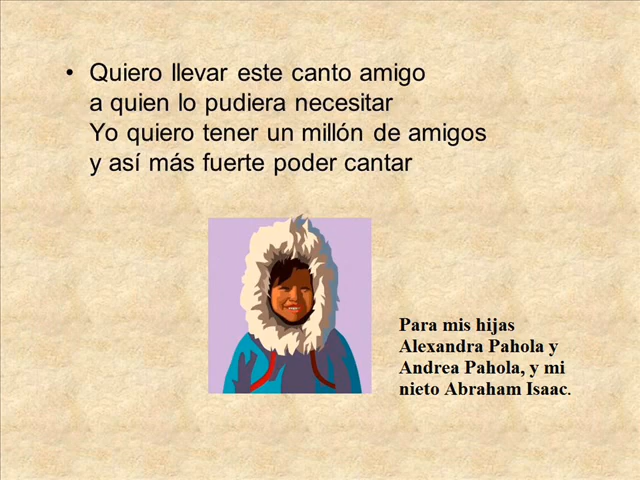 • Quiero llevar este canto amigo
a quien lo pudiera necesitar
Yo quiero tener un millón de amigos
y así más fuerte poder cantar
Para mis hijas
Alexandra Pahola y
Andrea Pahola, y mi
nieto Abraham Isaac.